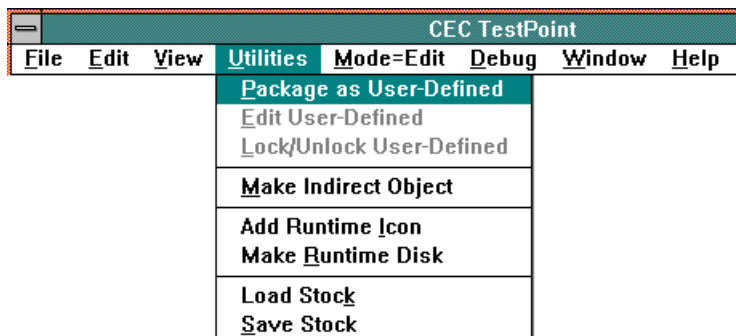 CEC TestPoint
File Edit View Utilities Mode=Edit Debug Window Help
Package as User-Defined
Edit User-Defined
Lock/Unlock User-Defined
Make Indirect Object
Add Runtime Icon
Make Runtime Disk
Load Stock
Save Stock